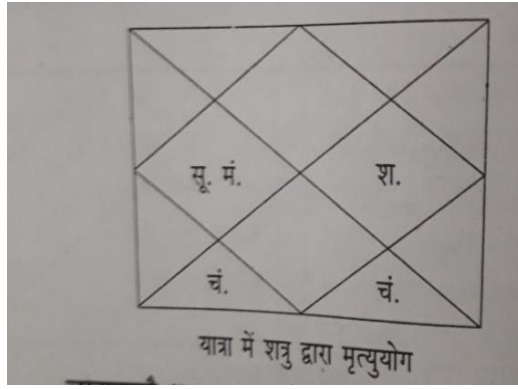 सू. मं. श.
चं. चं.
यात्रा में शत्रु द्वारा मृत्युयोग